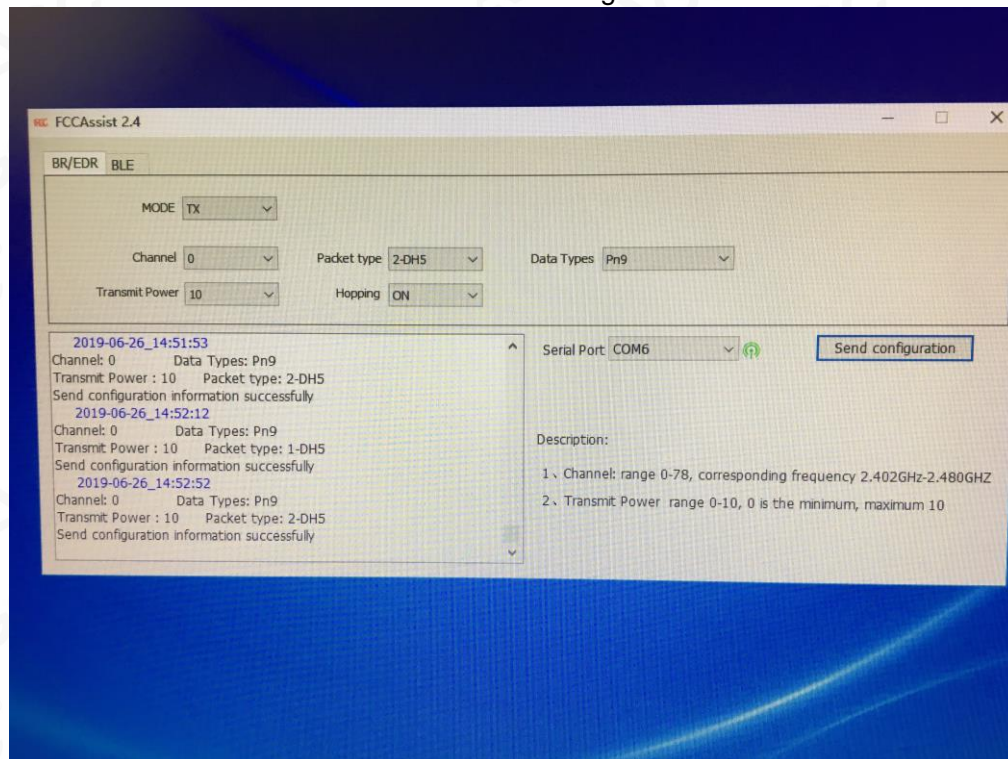 FCCAssist 2.4
BR/EDR BLE
MODE TX
Channel 0 Packet type 2-DH5 Data Types Pn9
Transmit Power 10 Hopping ON
2019-06-26_14:51:53
Channel: 0 Data Types: Pn9
Transmit Power : 10 Packet type: 2-DH5
Send configuration information successfully
2019-06-26_14:52:12
Channel: 0 Data Types: Pn9
Transmit Power : 10 Packet type: 1-DH5
Send configuration information successfully
2019-06-26_14:52:52
Channel: 0 Data Types: Pn9
Transmit Power : 10 Packet type: 2-DH5
Send configuration information successfully
Serial Port COM6 Send configuration
Description:
1、Channel: range 0-78, corresponding frequency 2.402GHz-2.480GHZ
2、Transmit Power range 0-10, 0 is the minimum, maximum 10